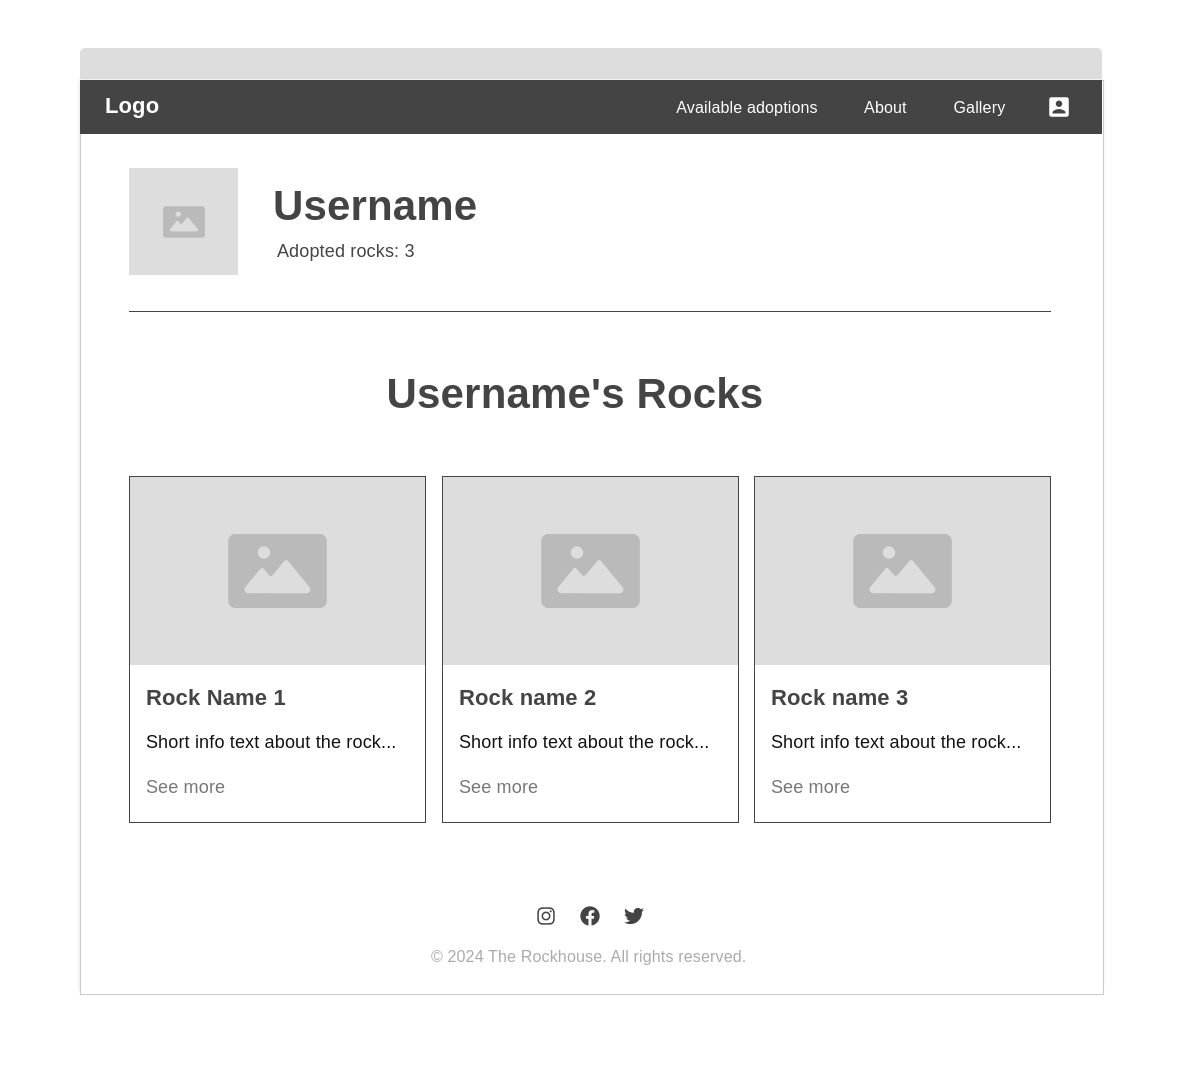 Logo
Available adoptions About Gallery
Username
Adopted rocks: 3
Username's Rocks
Rock Name 1
Short info text about the rock...
See more
Rock name 2
Short info text about the rock...
See more
Rock name 3
Short info text about the rock...
See more
© 2024 The Rockhouse. All rights reserved.